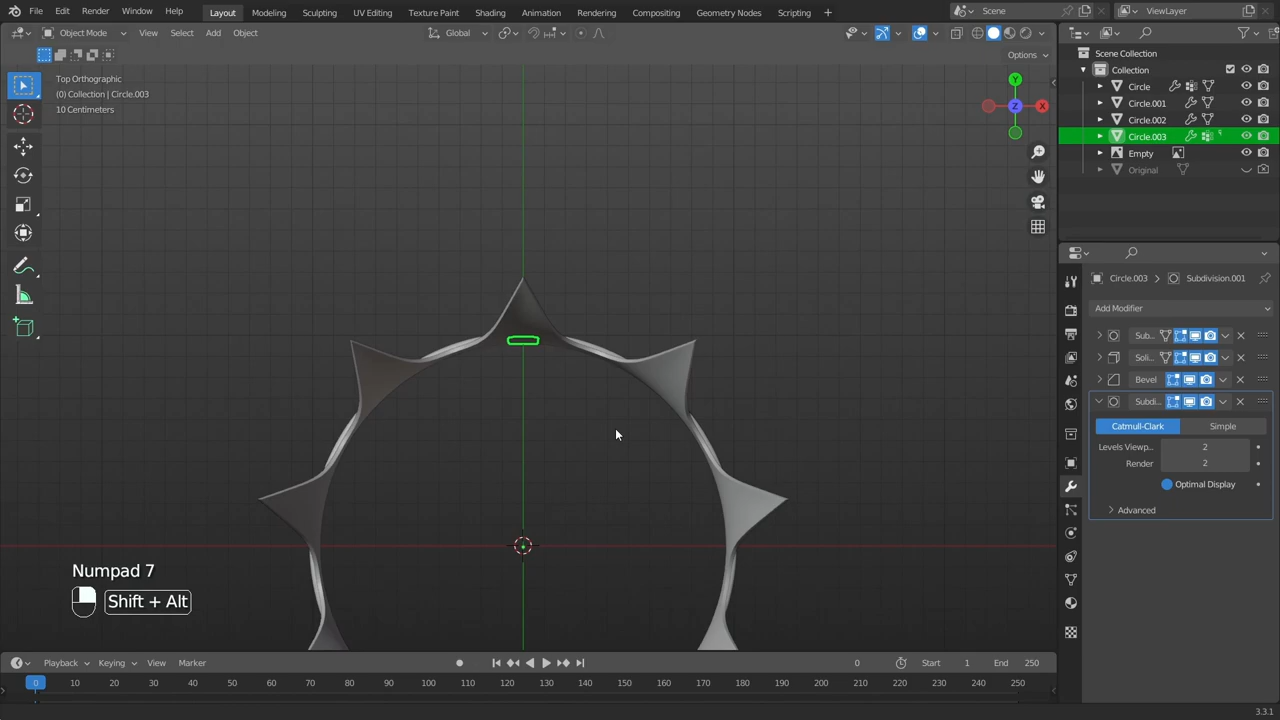 File Edit Render Window Help Layout Modeling Sculpting UV Editing Texture Paint Shading Animation Rendering Compositing Geometry Nodes Scripting + Scene ViewLayer
Object Mode View Select Add Object Global
Options
Top Orthographic
(0) Collection | Circle.003
10 Centimeters
Y
Z X
Numpad 7
Shift + Alt
Scene Collection
Collection
Circle
Circle.001
Circle.002
Circle.003
Empty
Original
Circle.003 Subdivision.001
Add Modifier
Sub..
Soli..
Bevel
Subdi..
Catmull-Clark Simple
Levels Viewp.. 2
Render 2
Optimal Display
Advanced
Playback Keying View Marker 0 Start 1 End 250
0 10 20 30 40 50 60 70 80 90 100 110 120 130 140 150 160 170 180 190 200 210 220 230 240 250
3.3.1